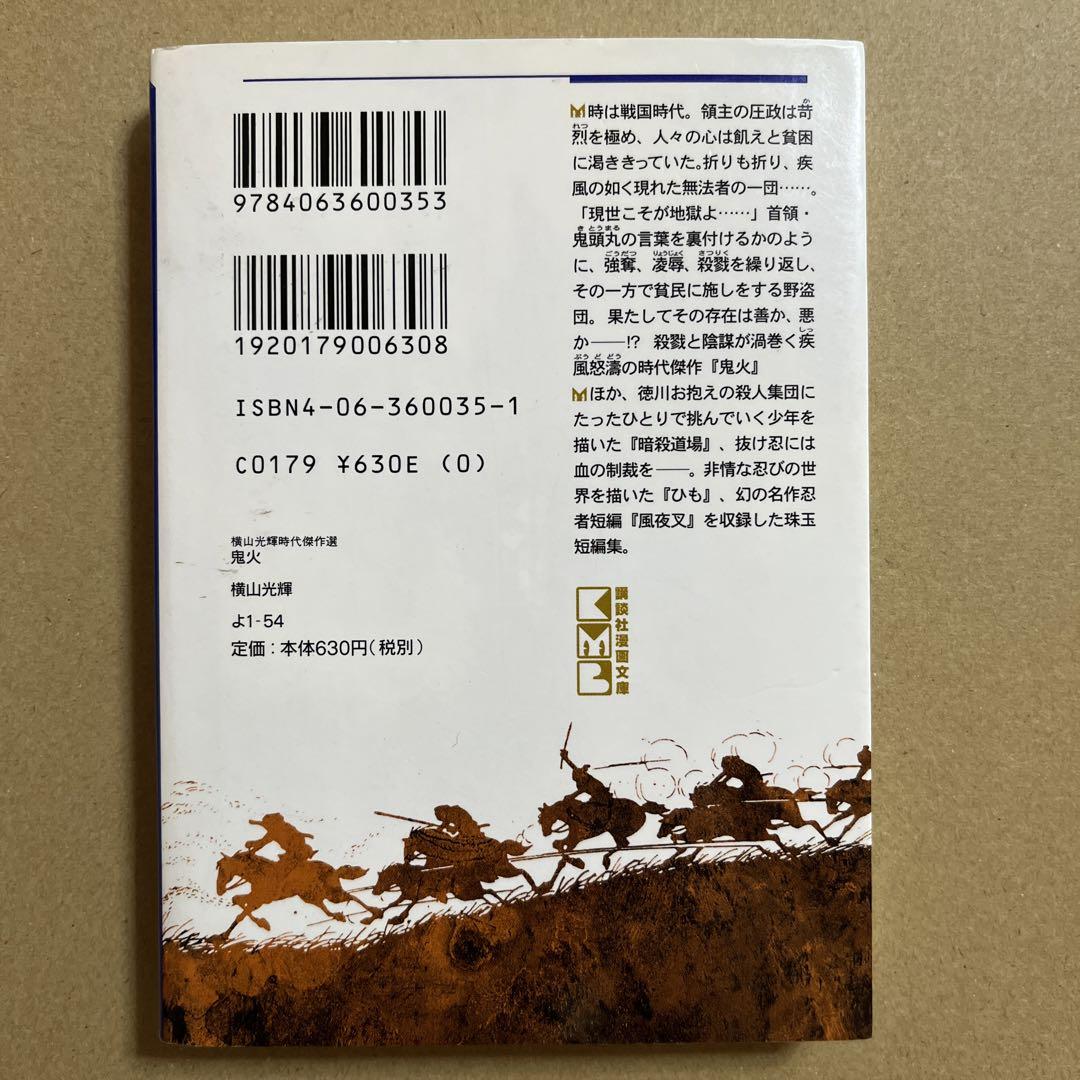 9784063600353
1920179006308
ISBN4-06-360035-1
C0179 ¥630E (0)
横山光輝時代傑作選
鬼火
横山光輝
よ1-54
定価：本体630円（税別）
時は戦国時代。領主の圧政は苛
烈を極め、人々の心は飢えと貧困
に渇ききっていた。折りも折り、疾
風の如く現れた無法者の一団……。
「現世こそが地獄よ……」首領・
鬼頭丸の言葉を裏付けるかのよう
に、強奪、凌辱、殺戮を繰り返し、
その一方で貧民に施しをする野盗
団。果たしてその存在は善か、悪
か――!?　殺戮と陰謀が渦巻く疾
風怒濤の時代傑作『鬼火』
ほか、徳川お抱えの殺人集団に
たったひとりで挑んでいく少年を
描いた『暗殺道場』、抜け忍には
血の制裁を――。非情な忍びの世
界を描いた『ひも』、幻の名作忍
者短編『風夜叉』を収録した珠玉
短編集。
KMB
講談社漫画文庫